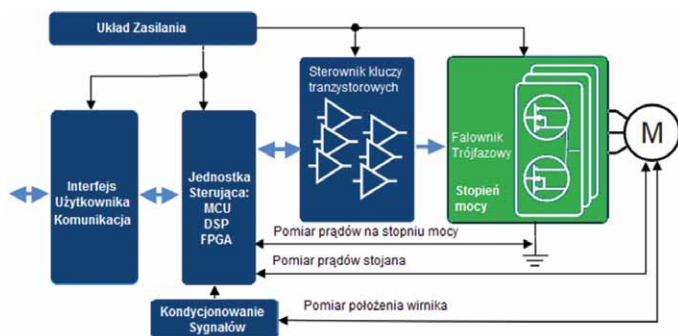 Układ Zasilania
Sterownik kluczy
tranzystorowych
Falownik
Trójfazowy
Stopień
mocy
M
Interfejs
Użytkownika
Komunikacja
Jednostka
Sterująca:
MCU
DSP
FPGA
Pomiar prądów na stopniu mocy
Pomiar prądów stojana
Pomiar położenia wirnika
Kondycjonowanie
Sygnałów